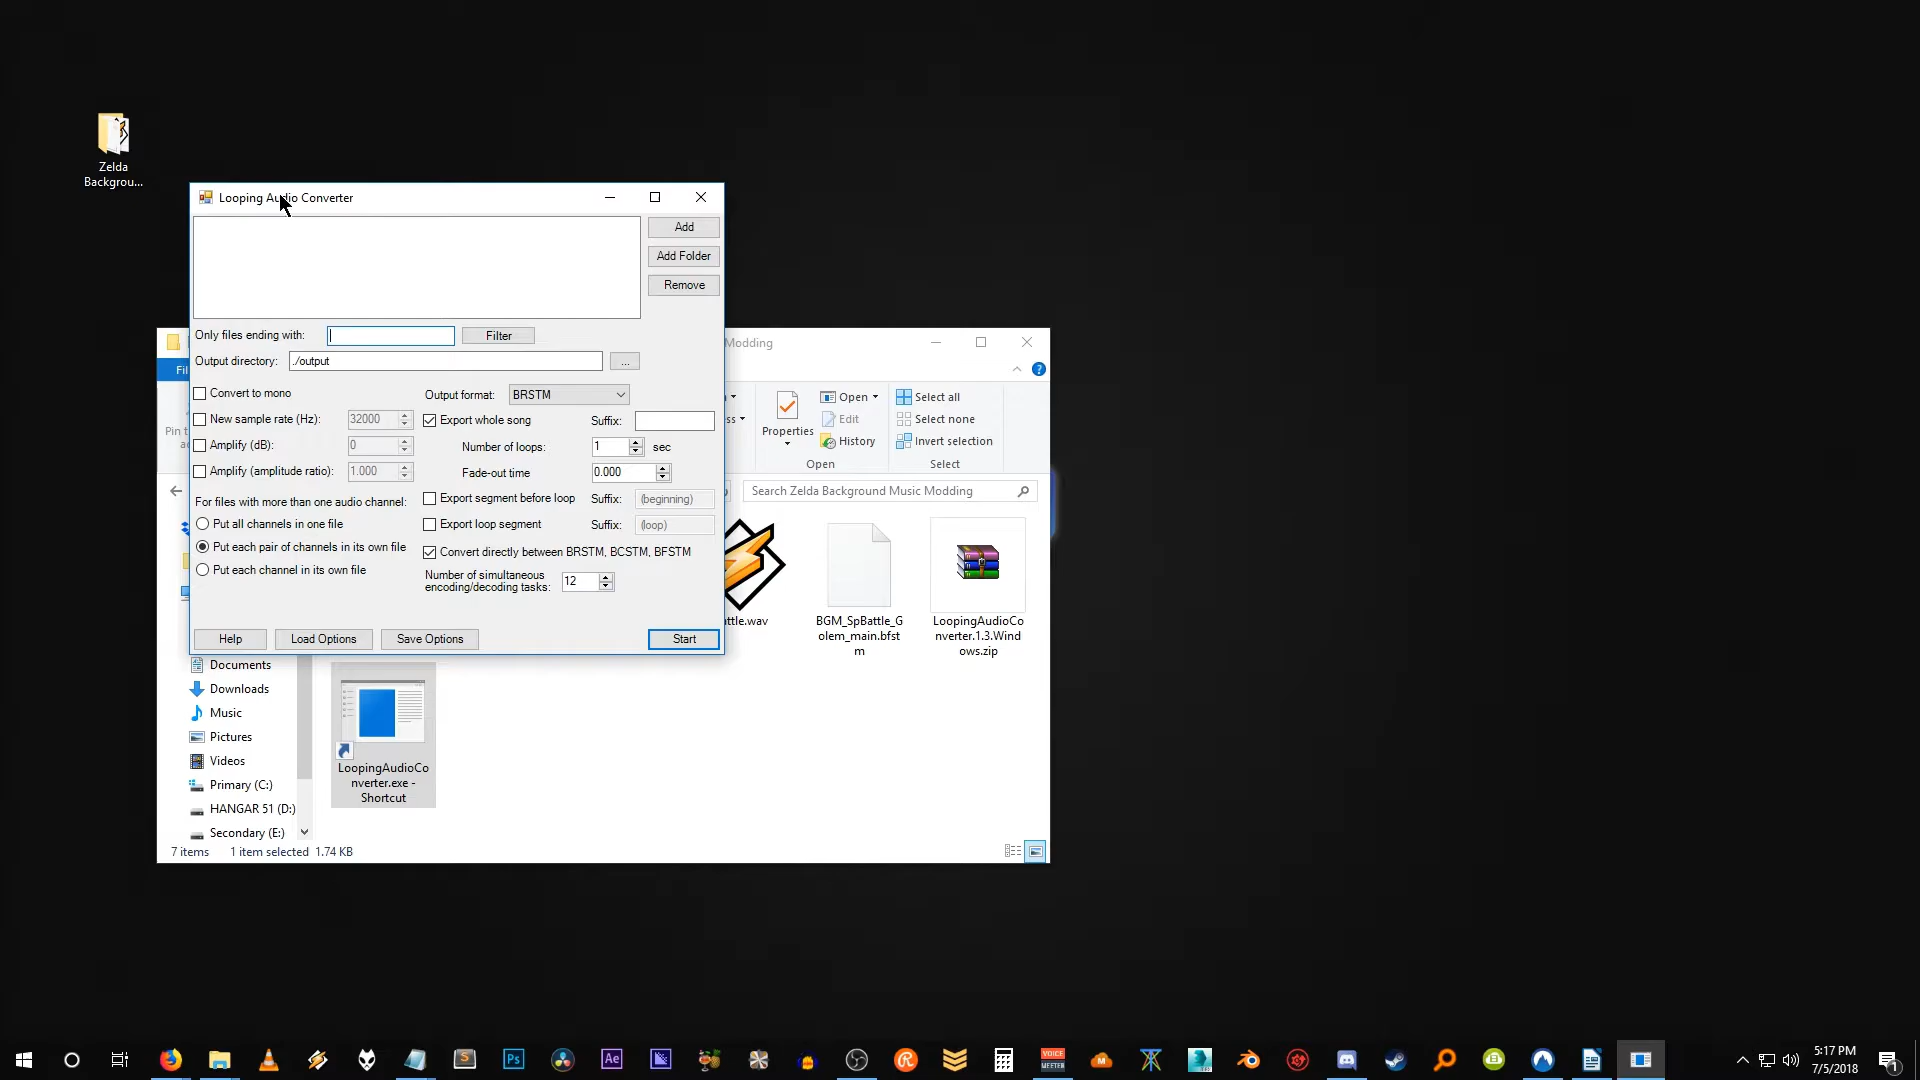 Zelda
Backgrou...
Looping Audio Converter
Add
Add Folder
Remove
Only files ending with:
Filter
Output directory: ./output ...
Convert to mono
Output format: BRSTM
New sample rate (Hz): 32000
Export whole song Suffix:
Amplify (dB): 0
Number of loops: 1 sec
Amplify (amplitude ratio): 1.000
Fade-out time 0.000
For files with more than one audio channel:
Export segment before loop Suffix: (beginning)
Put all channels in one file
Export loop segment Suffix: (loop)
Put each pair of channels in its own file
Convert directly between BRSTM, BCSTM, BFSTM
Put each channel in its own file
Number of simultaneous
encoding/decoding tasks: 12
Help
Load Options
Save Options
Start
Modding
Fil
Pin t
Properties
Open
Edit
History
Open
Select all
Select none
Invert selection
Select
Search Zelda Background Music Modding
ttle.wav
BGM_SpBattle_G
olem_main.bfst
m
LoopingAudioCo
nverter.1.3.Wind
ows.zip
Documents
Downloads
Music
Pictures
Videos
Primary (C:)
HANGAR 51 (D:)
Secondary (E:)
LoopingAudioCo
nverter.exe -
Shortcut
7 items 1 item selected 1.74 KB
Ps
Ae
VOICE
MEETER
5:17 PM
7/5/2018
1